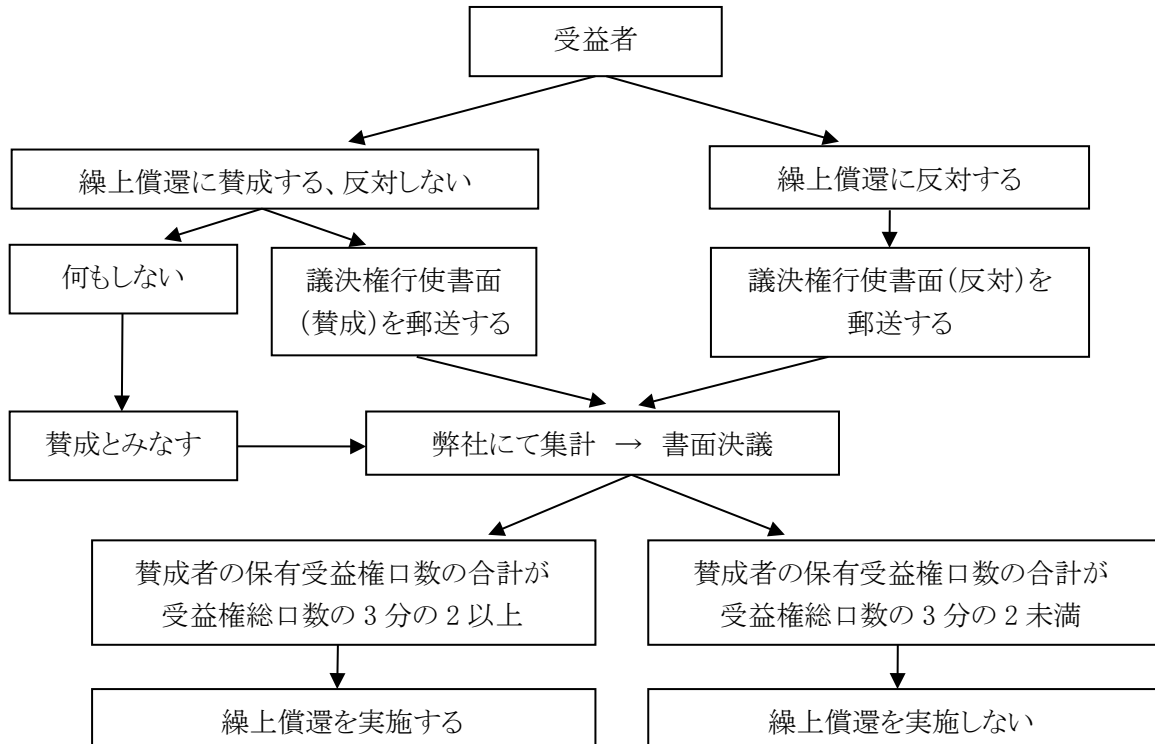 受益者
繰上償還に賛成する、反対しない
繰上償還に反対する
何もしない
議決権行使書面
(賛成)を郵送する
議決権行使書面(反対)を
郵送する
賛成とみなす
弊社にて集計 → 書面決議
賛成者の保有受益権口数の合計が
受益権総口数の3分の2以上
賛成者の保有受益権口数の合計が
受益権総口数の3分の2未満
繰上償還を実施する
繰上償還を実施しない